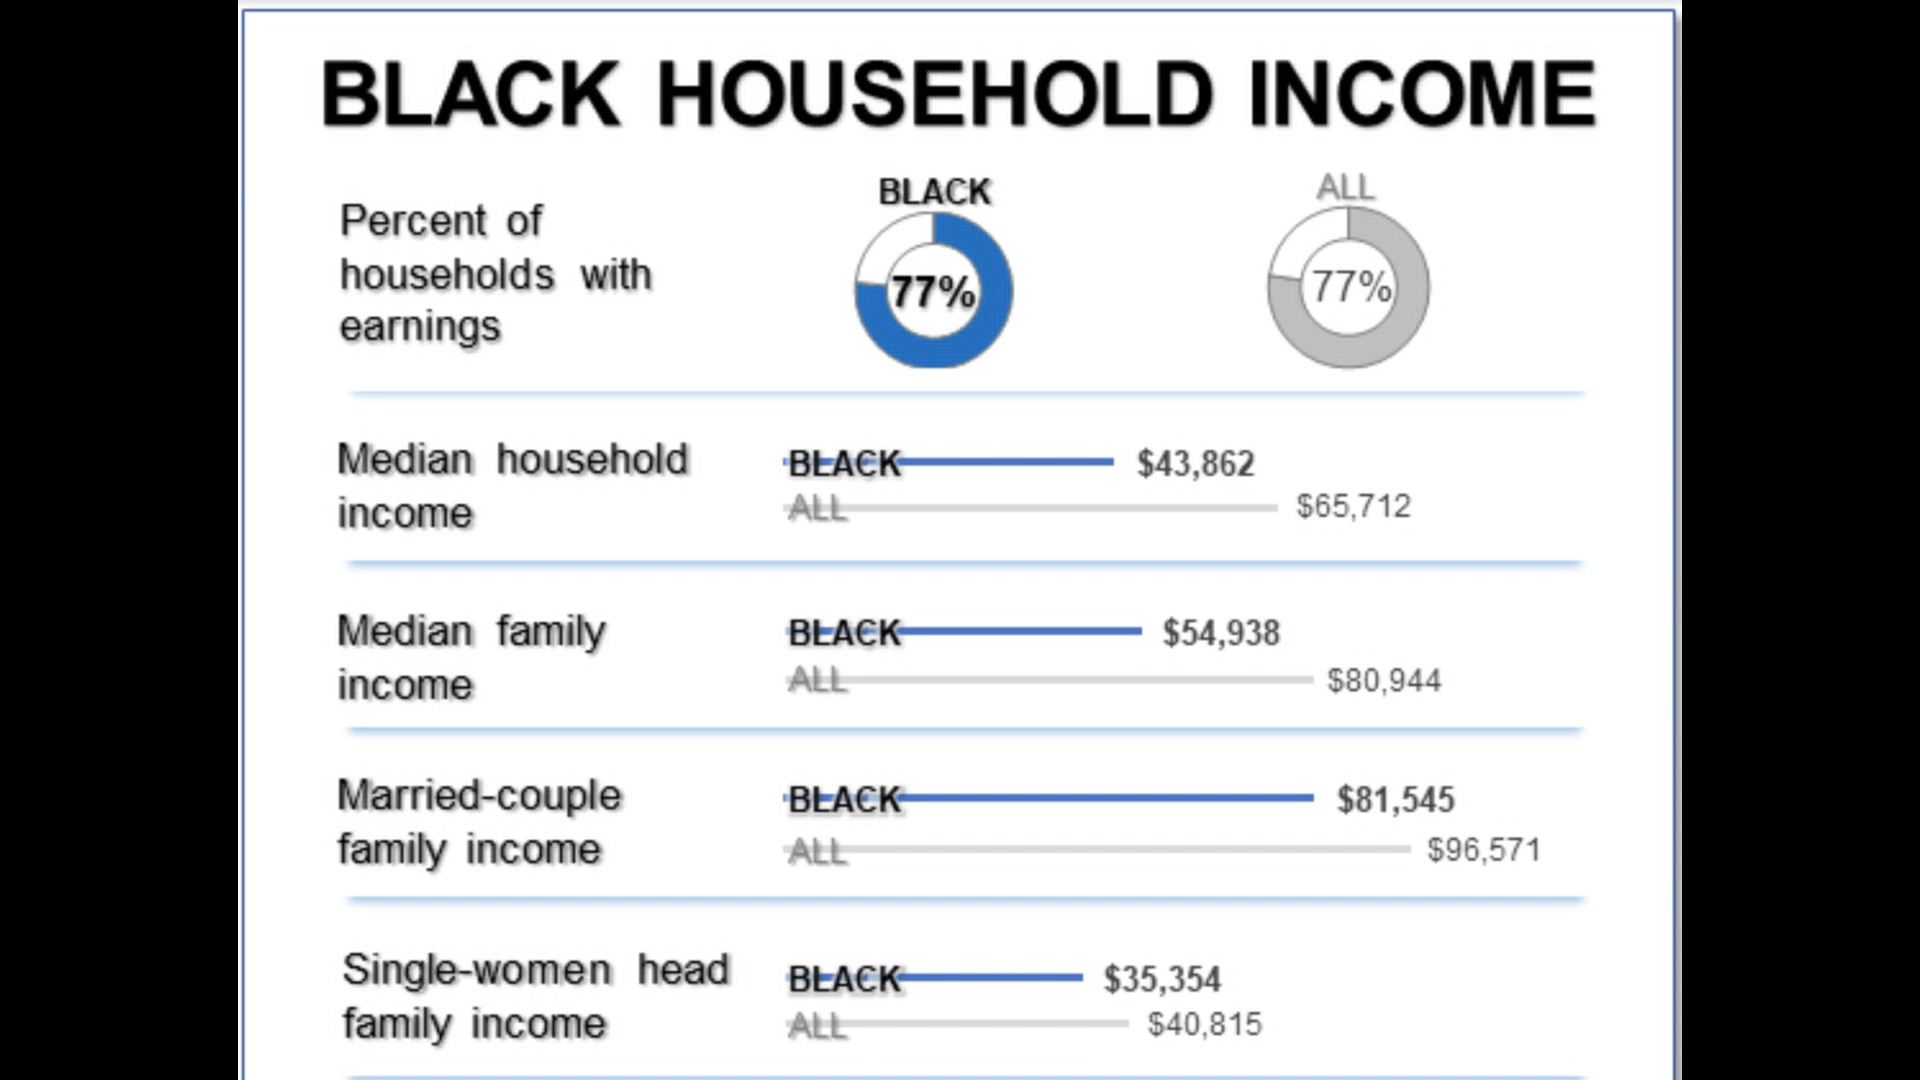 BLACK HOUSEHOLD INCOME
Percent of
households with
earnings
BLACK
77%
ALL
77%
Median household
income
BLACK $43,862
ALL $65,712
Median family
income
BLACK $54,938
ALL $80,944
Married-couple
family income
BLACK $81,545
ALL $96,571
Single-women head
family income
BLACK $35,354
ALL $40,815